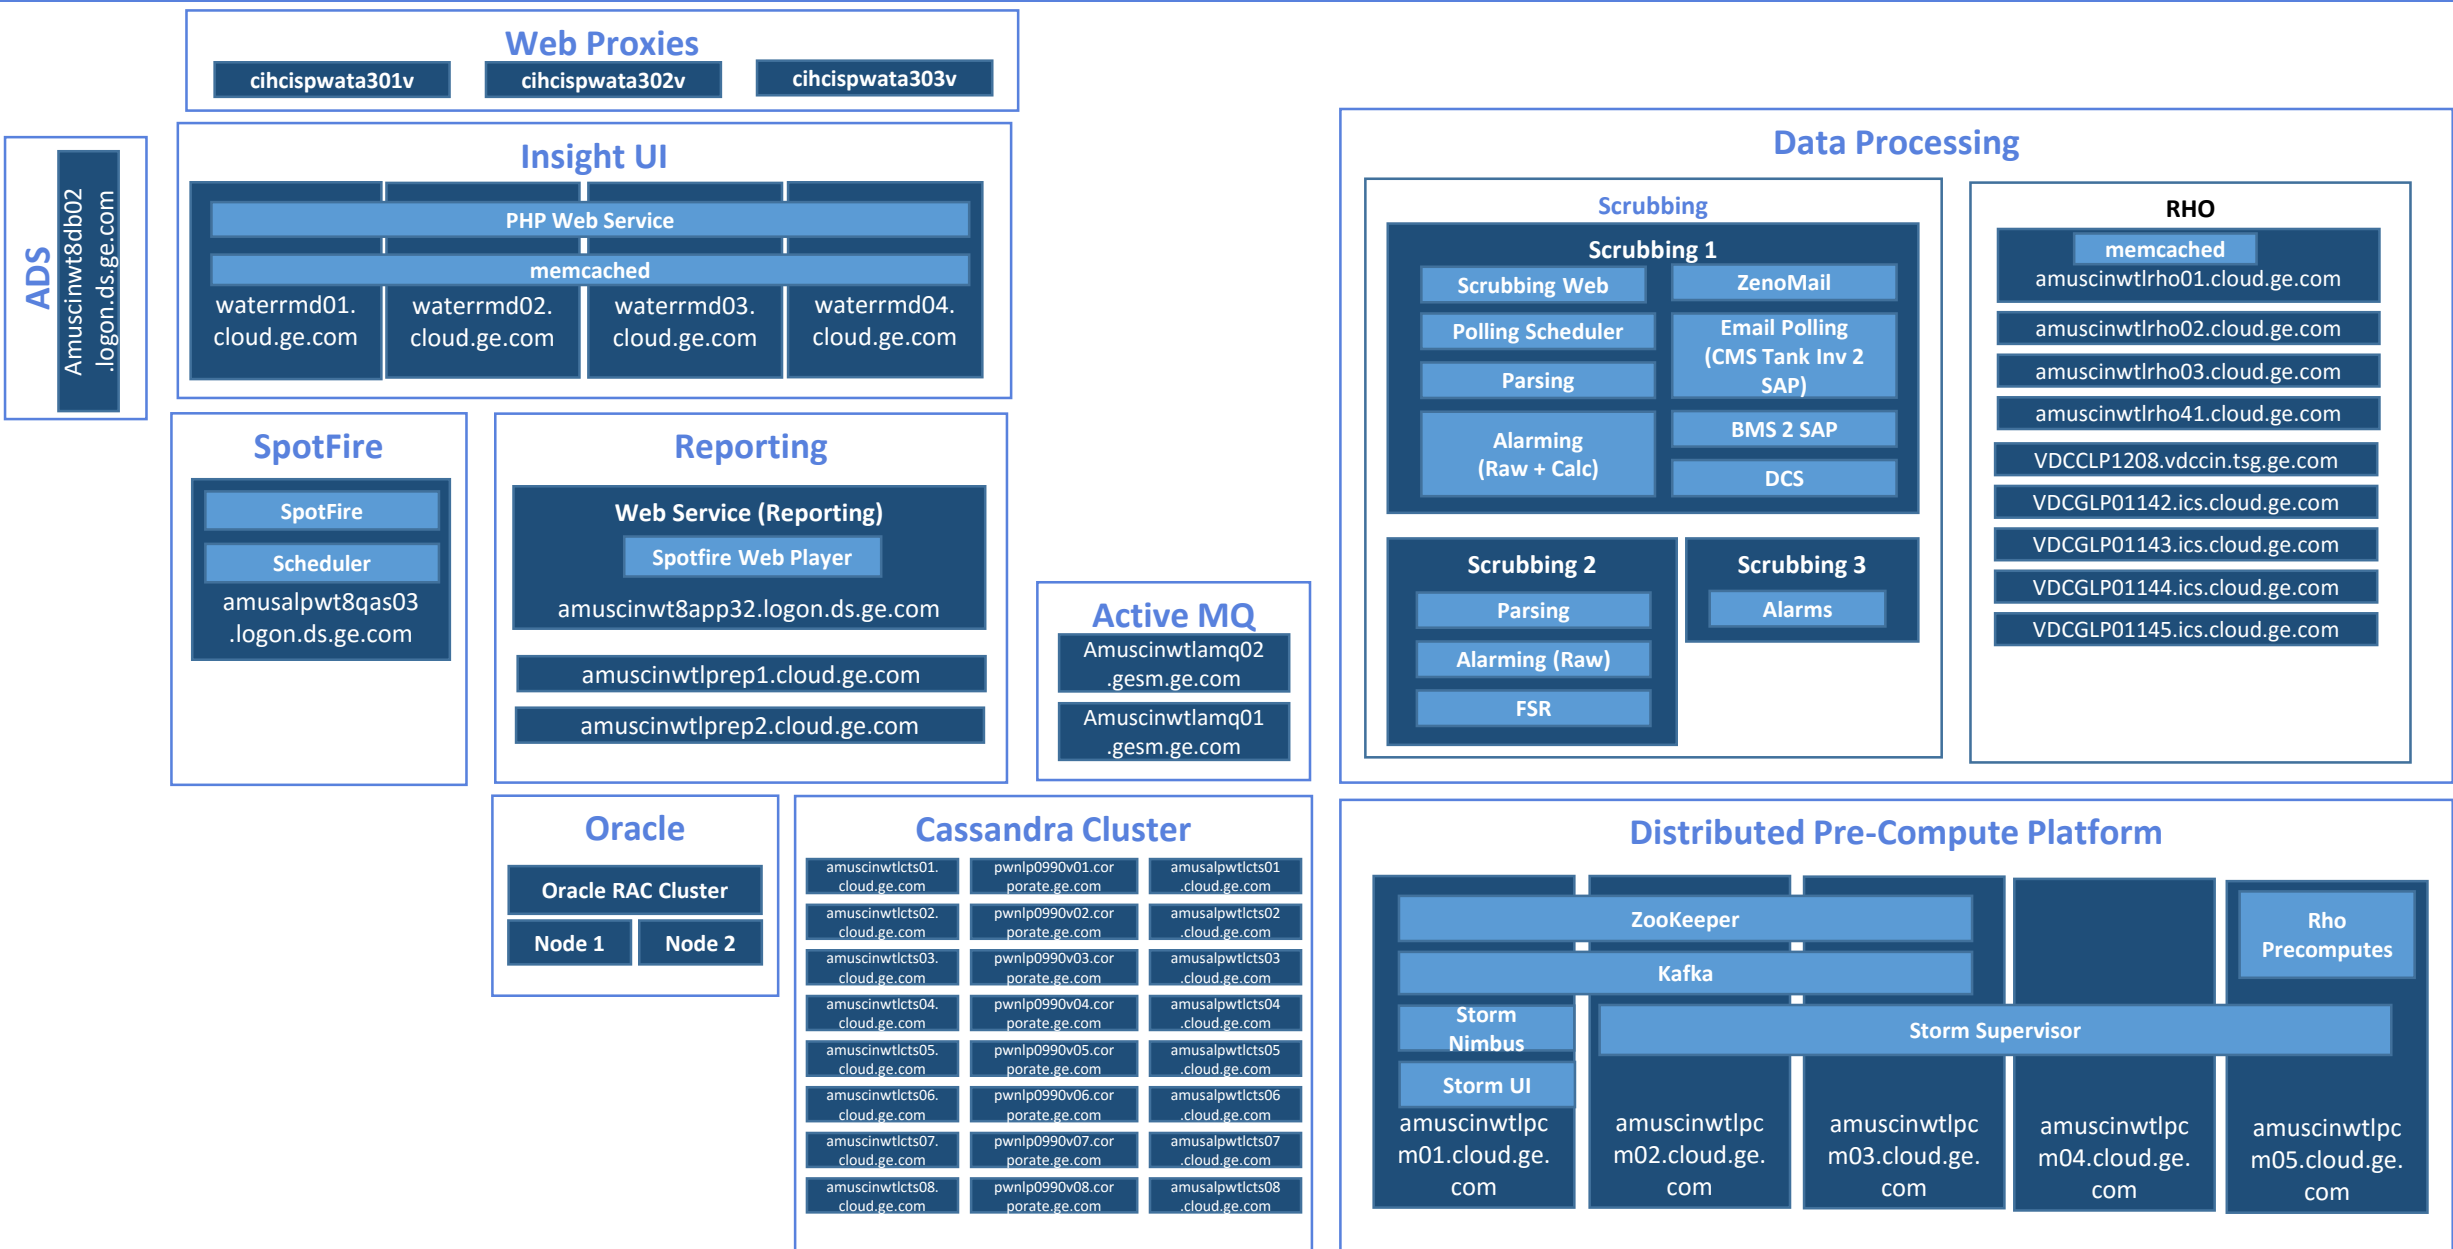 Web Proxies
cihcispwata301v
cihcispwata302v
cihcispwata303v
ADS
Amuscinwt8db02
.logon.ds.ge.com
Insight UI
PHP Web Service
memcached
waterrmd01.
cloud.ge.com
waterrmd02.
cloud.ge.com
waterrmd03.
cloud.ge.com
waterrmd04.
cloud.ge.com
SpotFire
SpotFire
Scheduler
amusalpwt8qas03
.logon.ds.ge.com
Reporting
Web Service (Reporting)
Spotfire Web Player
amuscinwt8app32.logon.ds.ge.com
amuscinwtlprep1.cloud.ge.com
amuscinwtlprep2.cloud.ge.com
Active MQ
Amuscinwtlamq02
.gesm.ge.com
Amuscinwtlamq01
.gesm.ge.com
Data Processing
Scrubbing
Scrubbing 1
Scrubbing Web
Polling Scheduler
Parsing
Alarming
(Raw + Calc)
ZenoMail
Email Polling
(CMS Tank Inv 2
SAP)
BMS 2 SAP
DCS
Scrubbing 2
Parsing
Alarming (Raw)
FSR
Scrubbing 3
Alarms
RHO
memcached
amuscinwtlrho01.cloud.ge.com
amuscinwtlrho02.cloud.ge.com
amuscinwtlrho03.cloud.ge.com
amuscinwtlrho41.cloud.ge.com
VDCCLP1208.vdccin.tsg.ge.com
VDCGLP01142.ics.cloud.ge.com
VDCGLP01143.ics.cloud.ge.com
VDCGLP01144.ics.cloud.ge.com
VDCGLP01145.ics.cloud.ge.com
Oracle
Oracle RAC Cluster
Node 1
Node 2
Cassandra Cluster
amuscinwtlcts01.
cloud.ge.com
pwnlp0990v01.cor
porate.ge.com
amusalpwtlcts01
.cloud.ge.com
amuscinwtlcts02.
cloud.ge.com
pwnlp0990v02.cor
porate.ge.com
amusalpwtlcts02
.cloud.ge.com
amuscinwtlcts03.
cloud.ge.com
pwnlp0990v03.cor
porate.ge.com
amusalpwtlcts03
.cloud.ge.com
amuscinwtlcts04.
cloud.ge.com
pwnlp0990v04.cor
porate.ge.com
amusalpwtlcts04
.cloud.ge.com
amuscinwtlcts05.
cloud.ge.com
pwnlp0990v05.cor
porate.ge.com
amusalpwtlcts05
.cloud.ge.com
amuscinwtlcts06.
cloud.ge.com
pwnlp0990v06.cor
porate.ge.com
amusalpwtlcts06
.cloud.ge.com
amuscinwtlcts07.
cloud.ge.com
pwnlp0990v07.cor
porate.ge.com
amusalpwtlcts07
.cloud.ge.com
amuscinwtlcts08.
cloud.ge.com
pwnlp0990v08.cor
porate.ge.com
amusalpwtlcts08
.cloud.ge.com
Distributed Pre-Compute Platform
ZooKeeper
Kafka
Storm
Nimbus
Storm UI
Storm Supervisor
Rho
Precomputes
amuscinwtlpc
m01.cloud.ge.
com
amuscinwtlpc
m02.cloud.ge.
com
amuscinwtlpc
m03.cloud.ge.
com
amuscinwtlpc
m04.cloud.ge.
com
amuscinwtlpc
m05.cloud.ge.
com